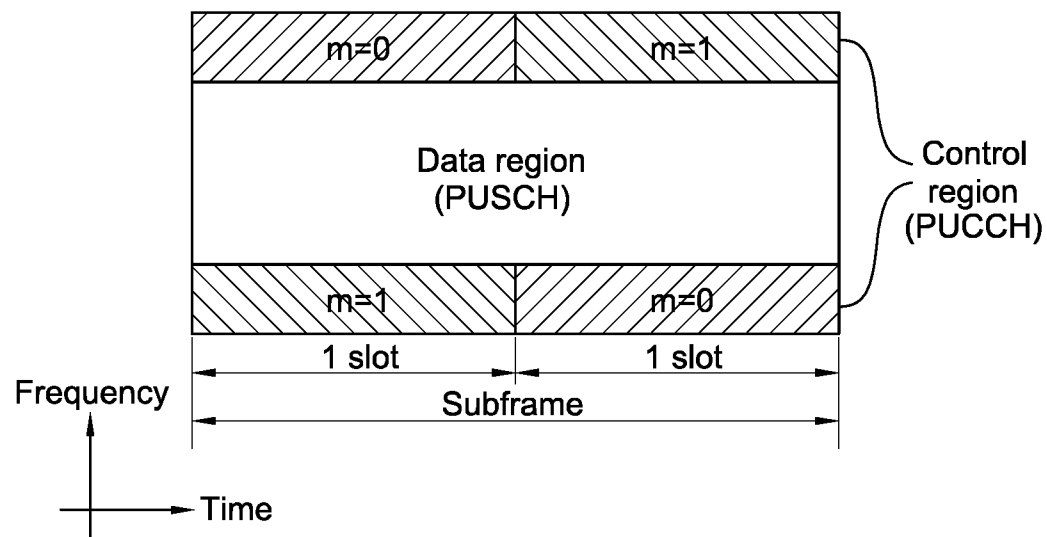 m=0
m=1
Data region
(PUSCH)
Control
region
(PUCCH)
m=1
m=0
1 slot
1 slot
Subframe
Frequency
Time